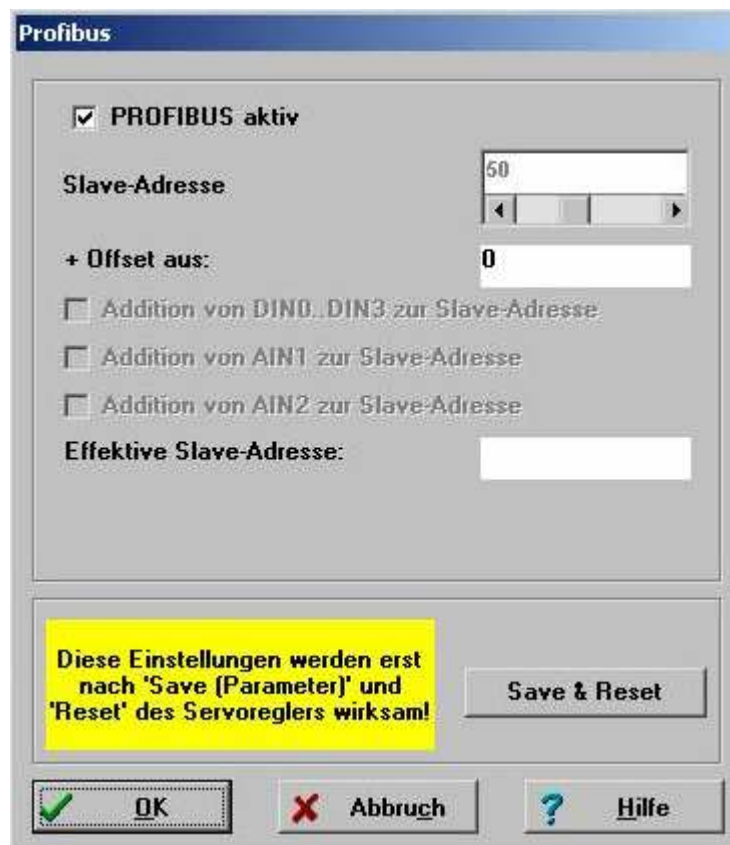 Profibus
PROFIBUS aktiv
Slave-Adresse
50
+ Offset aus:
0
Addition von DIN0..DIN3 zur Slave-Adresse
Addition von AIN1 zur Slave-Adresse
Addition von AIN2 zur Slave-Adresse
Effektive Slave-Adresse:
Diese Einstellungen werden erst
nach 'Save (Parameter)' und
'Reset' des Servoreglers wirksam!
Save & Reset
OK
Abbruch
Hilfe